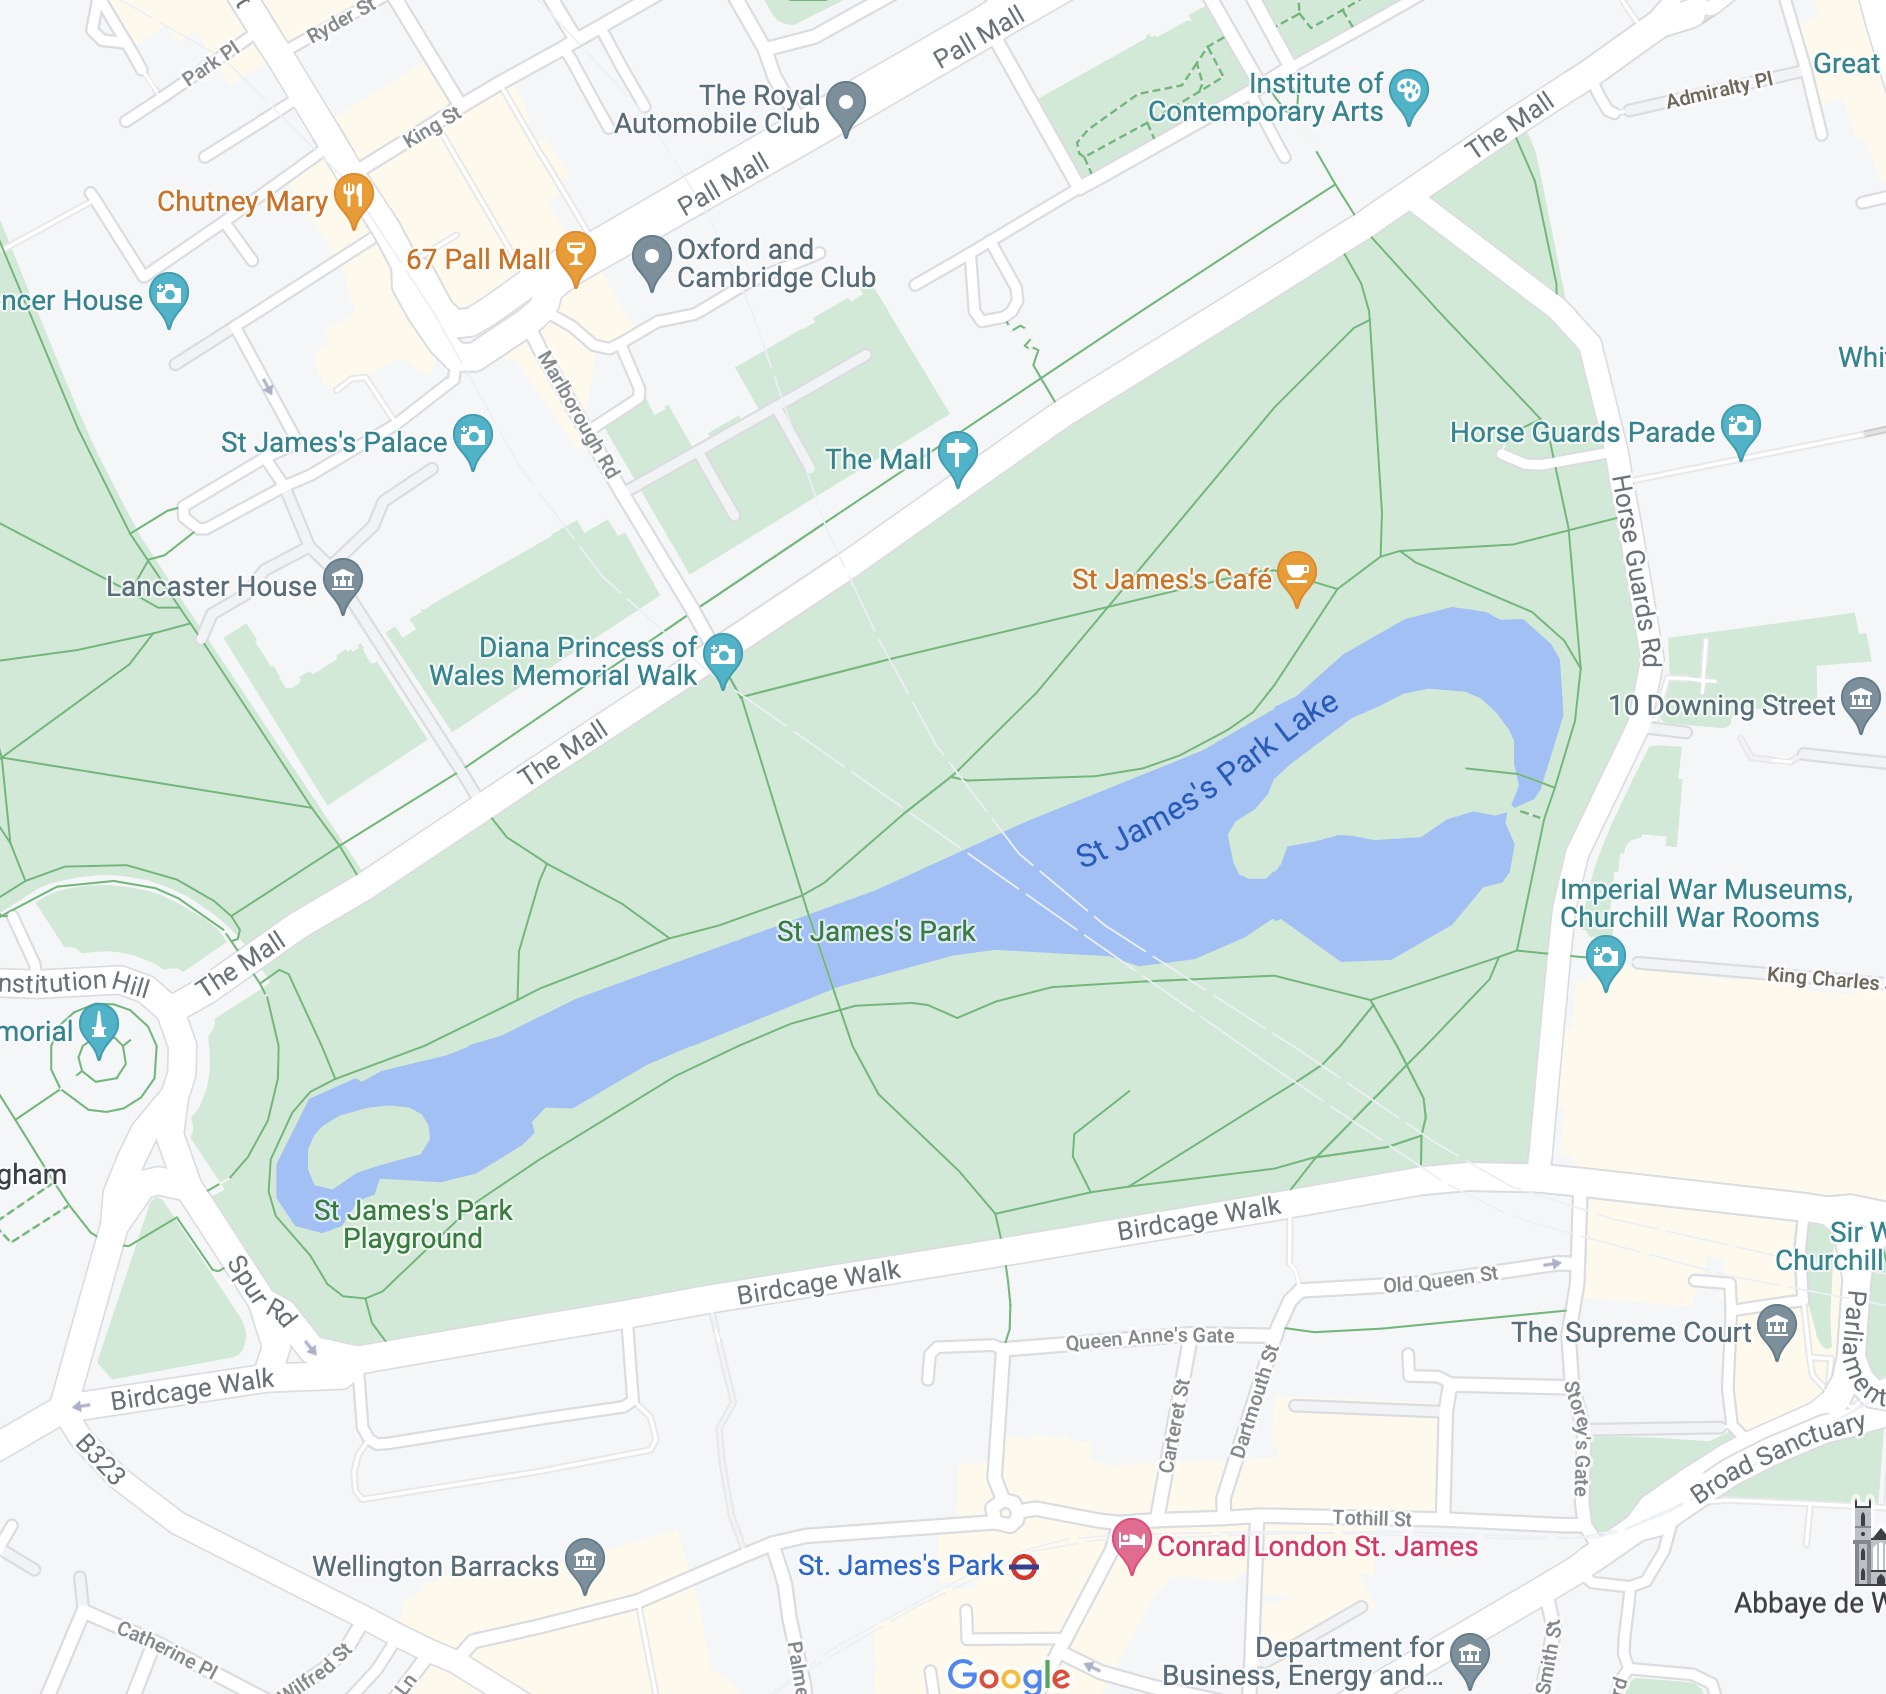 Ryder St
Park Pl
Pall Mall
Great
Institute of
Contemporary Arts
Admiralty Pl
The Royal
Automobile Club
The Mall
King St
Pall Mall
Chutney Mary
67 Pall Mall
Oxford and
Cambridge Club
ncer House
Whi
Marlborough Rd
St James's Palace
The Mall
Horse Guards Parade
Horse Guards Rd
St James's Café
Lancaster House
Diana Princess of
Wales Memorial Walk
10 Downing Street
The Mall
St James's Park Lake
Imperial War Museums,
Churchill War Rooms
St James's Park
The Mall
nstitution Hill
King Charles
morial
gham
St James's Park
Playground
Birdcage Walk
Sir W
Churchill
Birdcage Walk
Spur Rd
Old Queen St
Parliament
Queen Anne's Gate
The Supreme Court
Birdcage Walk
Carteret St
Dartmouth St
Storey's Gate
B323
Broad Sanctuary
Tothill St
Conrad London St. James
St. James's Park
Wellington Barracks
Abbaye de W
Catherine Pl
Wilfred St
Ln
Palme
Google
Department for
Business, Energy and...
Smith St
rd